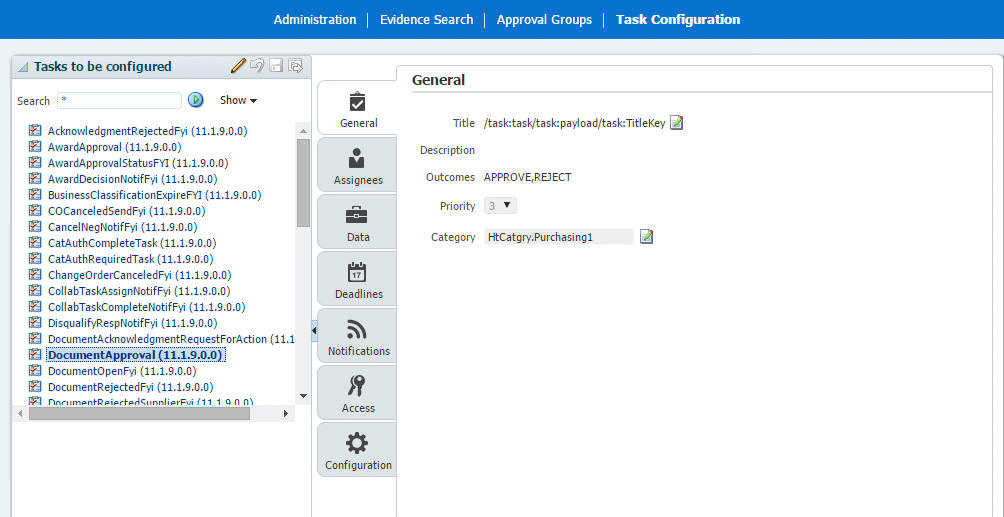 Administration | Evidence Search | Approval Groups | Task Configuration
Tasks to be configured
Search * Show
AcknowledgmentRejectedFyi (11.1.9.0.0)
AwardApproval (11.1.9.0.0)
AwardApprovalStatusFYI (11.1.9.0.0)
AwardDecisionNotifFyi (11.1.9.0.0)
BusinessClassificationExpireFYI (11.1.9.0.0)
COCanceledSendFyi (11.1.9.0.0)
CancelNegNotifFyi (11.1.9.0.0)
CatAuthCompleteTask (11.1.9.0.0)
CatAuthRequiredTask (11.1.9.0.0)
ChangeOrderCanceledFyi (11.1.9.0.0)
CollabTaskAssignNotifFyi (11.1.9.0.0)
CollabTaskCompleteNotifFyi (11.1.9.0.0)
DisqualifyRespNotifFyi (11.1.9.0.0)
DocumentAcknowledgmentRequestForAction (11.1
DocumentApproval (11.1.9.0.0)
DocumentOpenFyi (11.1.9.0.0)
DocumentRejectedFyi (11.1.9.0.0)
DocumentRejectedSupplierFyi (11.1.9.0.0)
General
Assignees
Data
17
Deadlines
Notifications
Access
Configuration
General
Title /task:task/task:payload/task:TitleKey
Description
Outcomes APPROVE,REJECT
Priority 3
Category HtCatgry.Purchasing1